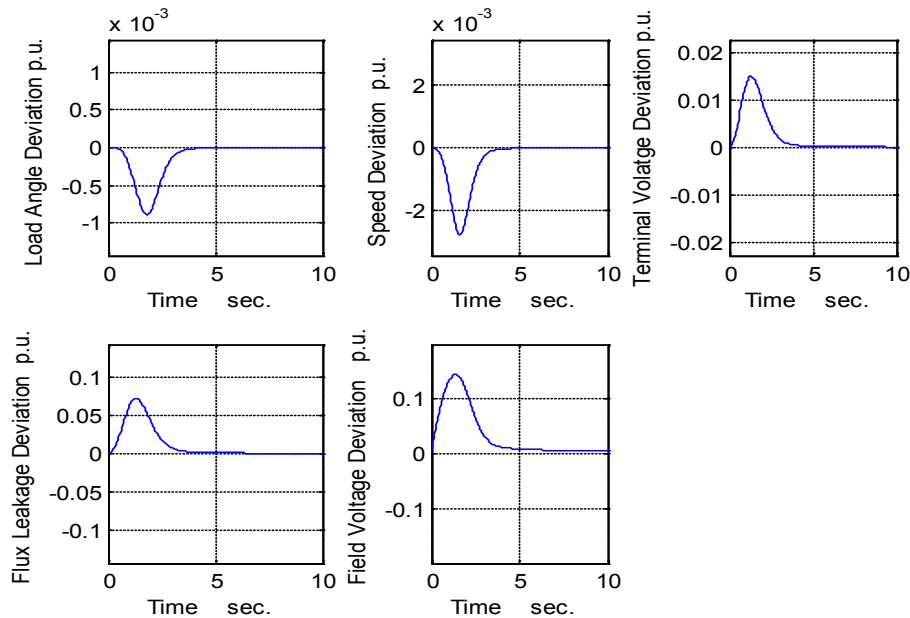 x 10^-3
Load Angle Deviation p.u.
1
0.5
0
-0.5
-1
0 5 10
Time sec.
x 10^-3
Speed Deviation p.u.
2
0
-2
0 5 10
Time sec.
Terminal Volatge Deviation p.u.
0.02
0.01
0
-0.01
-0.02
0 5 10
Time sec.
Flux Leakage Deviation p.u.
0.1
0.05
0
-0.05
-0.1
0 5 10
Time sec.
Field Voltage Deviation p.u.
0.1
0
-0.1
0 5 10
Time sec.